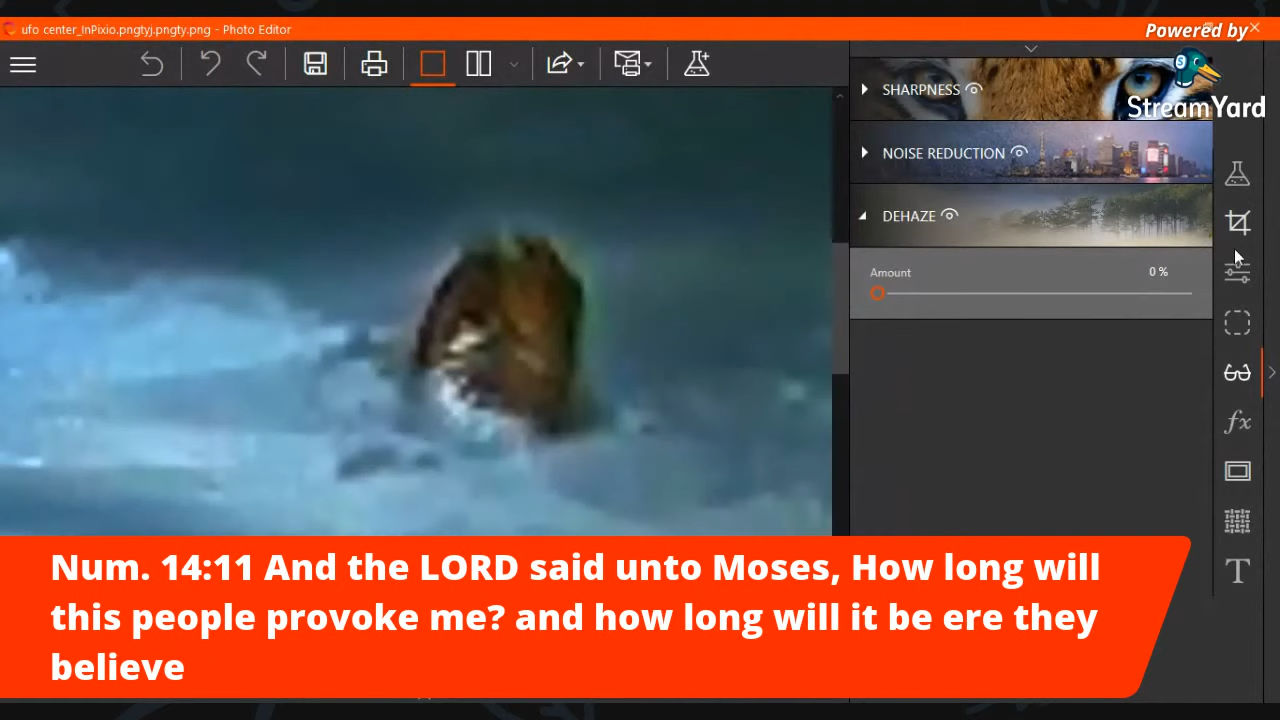 ufo center_InPixio.pngtyj.pngty.png - Photo Editor
Powered by
StreamYard
SHARPNESS
NOISE REDUCTION
DEHAZE
Amount 0 %
fx
T
Num. 14:11 And the LORD said unto Moses, How long will
this people provoke me? and how long will it be ere they
believe